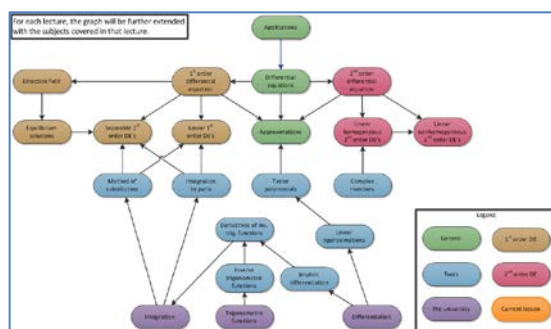 For each lecture, the graph will be further extended
with the subjects covered in that lecture.
Applications
Direction field
1st order
differential
equation
Differential
equations
2nd order
differential
equation
Equilibrium
solutions
Separable 1st
order DE's
Linear 1st
order DE's
Representations
Linear
homogeneous
2nd order DE's
Linear
nonhomogeneous
2nd order DE's
Method of
substitution
Integration
by parts
Taylor
polynomials
Complex
numbers
Derivatives of inv.
trig. functions
Linear
approximations
Inverse
trigonometric
functions
Implicit
differentiation
Integration
Trigonometric
functions
Differentiation
Legend
General
1st order DE
Tools
2nd order DE
Pre university
Current lesson